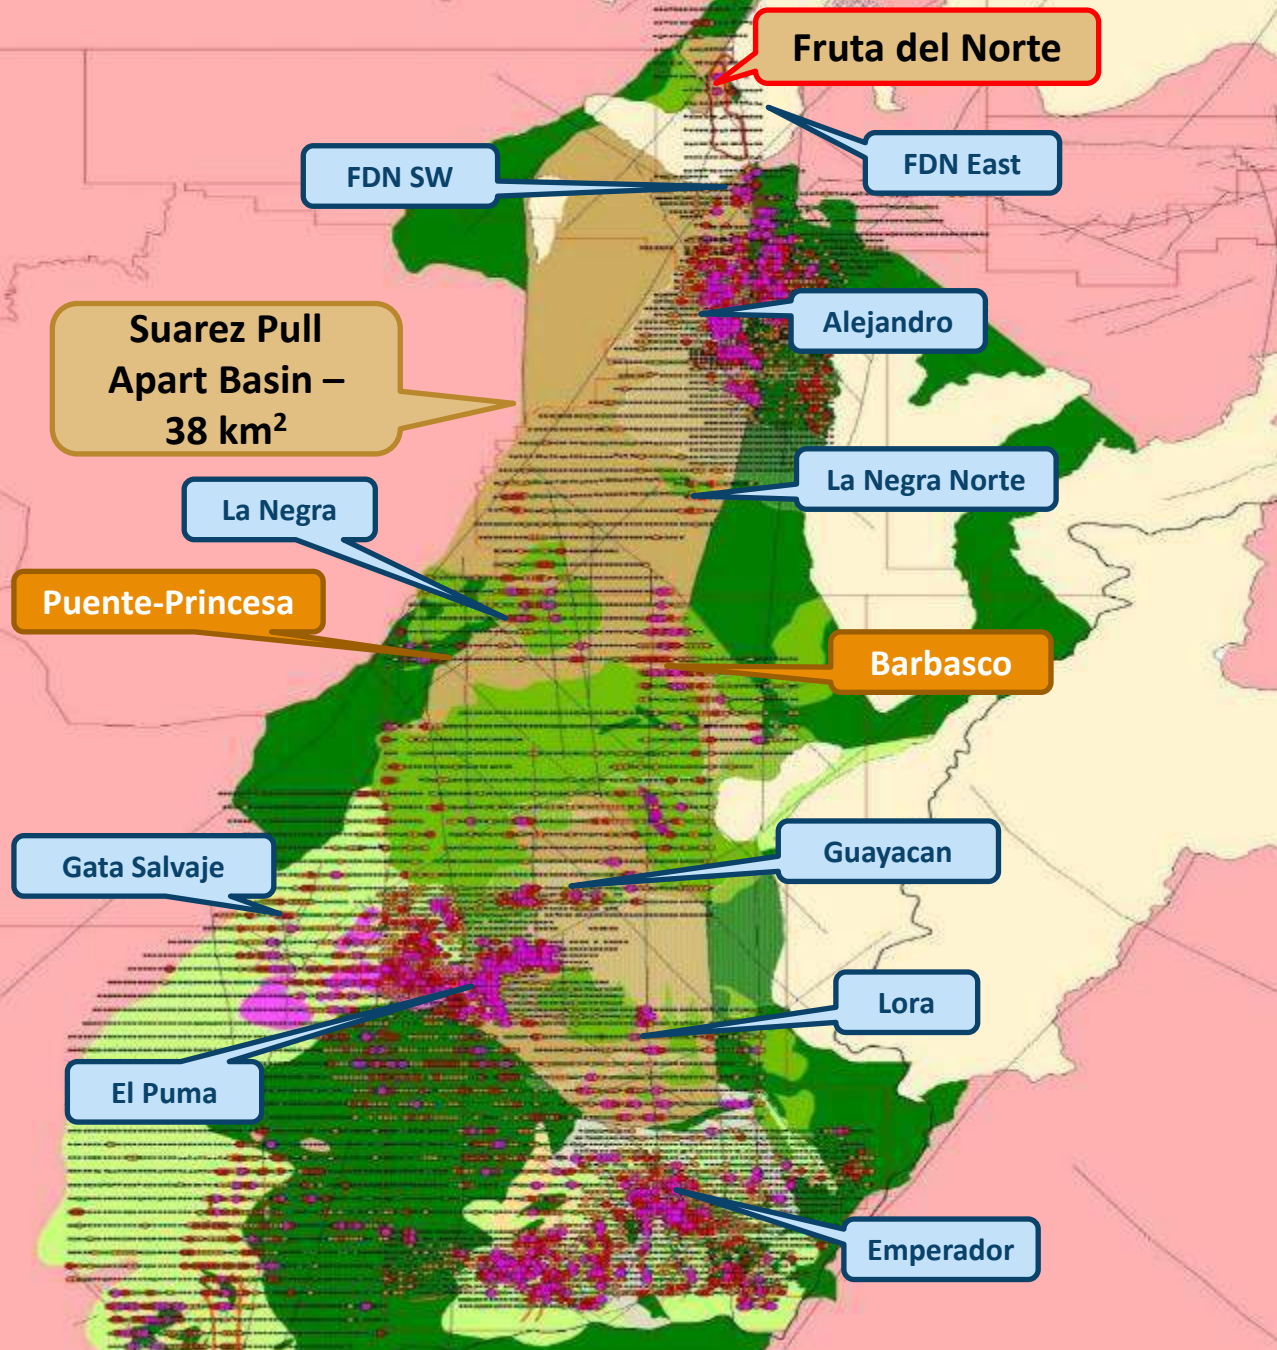 Fruta del Norte
FDN SW
FDN East
Suarez Pull
Apart Basin –
38 km²
Alejandro
La Negra
La Negra Norte
Puente-Princesa
Barbasco
Gata Salvaje
Guayacan
Lora
El Puma
Emperador